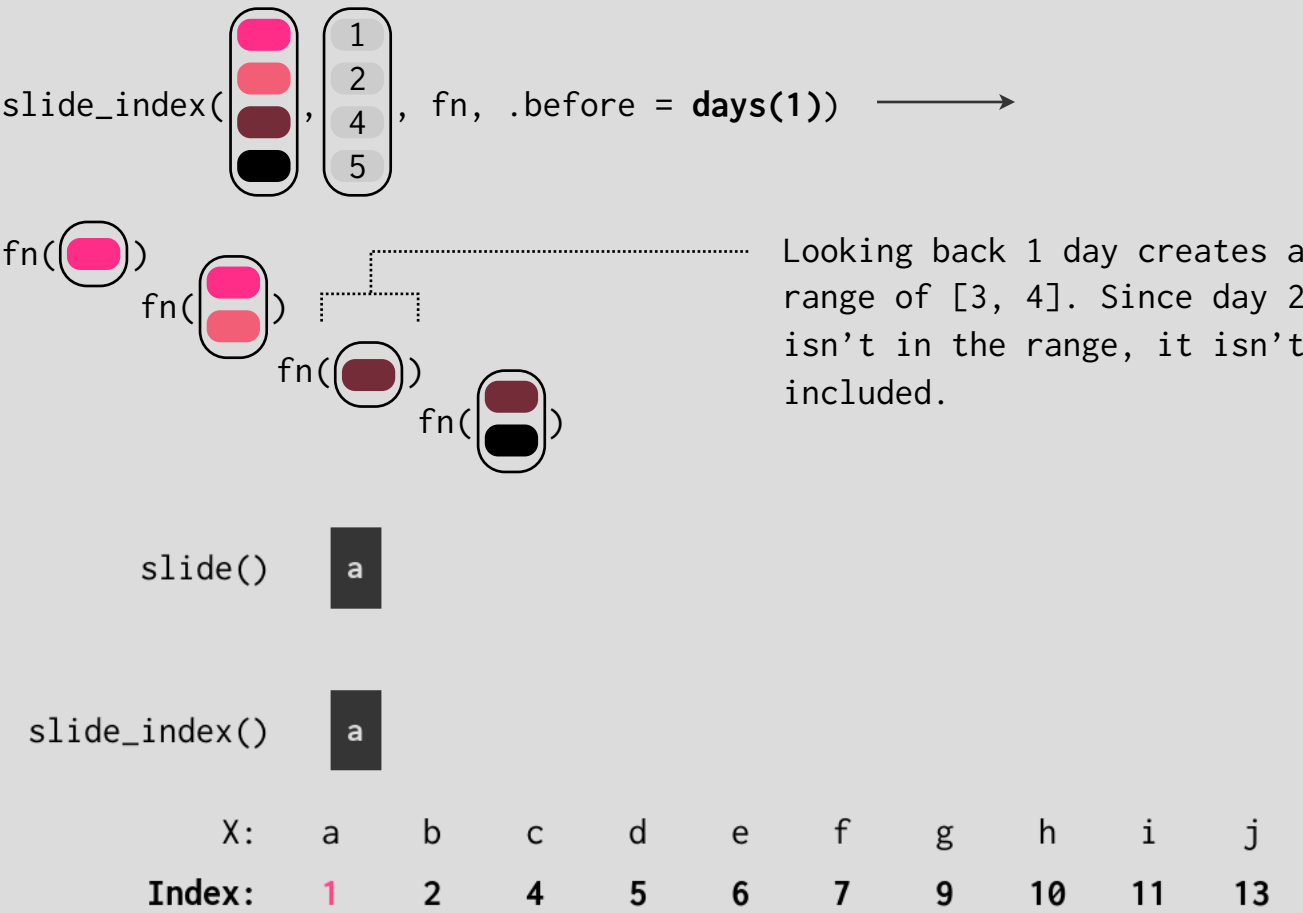 slide_index( , 1 2 4 5 , fn, .before = days(1))
fn( )
fn( )
fn( )
fn( )
Looking back 1 day creates a
range of [3, 4]. Since day 2
isn’t in the range, it isn’t
included.
slide() a
slide_index() a
X: a b c d e f g h i j
Index: 1 2 4 5 6 7 9 10 11 13